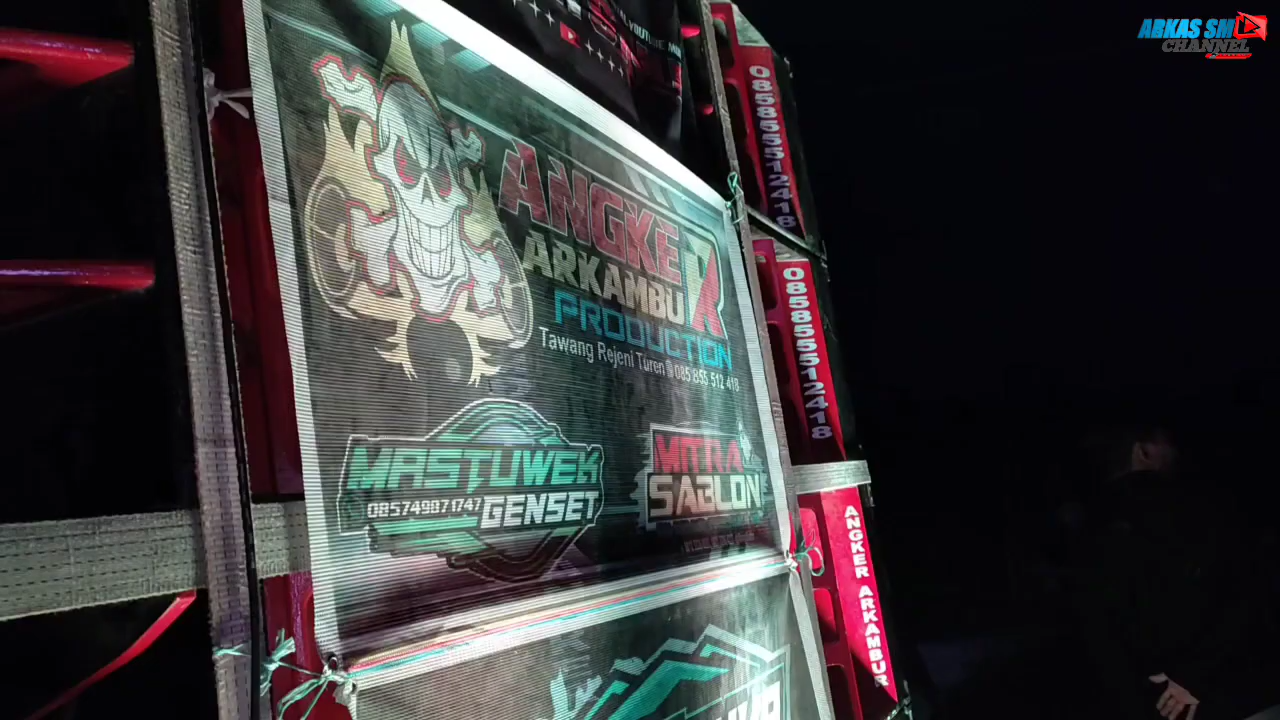 ABKAS SM
CHANNEL
YOUTUBE
ANGKER
ARKAMBUR
PRODUCTION
Tawang Rejeni Turen 085 855 512 418
MASTUWEK
085749871747
GENSET
MITRA
SABLON
085855512418
085855512418
ANGKER ARKAMBUR